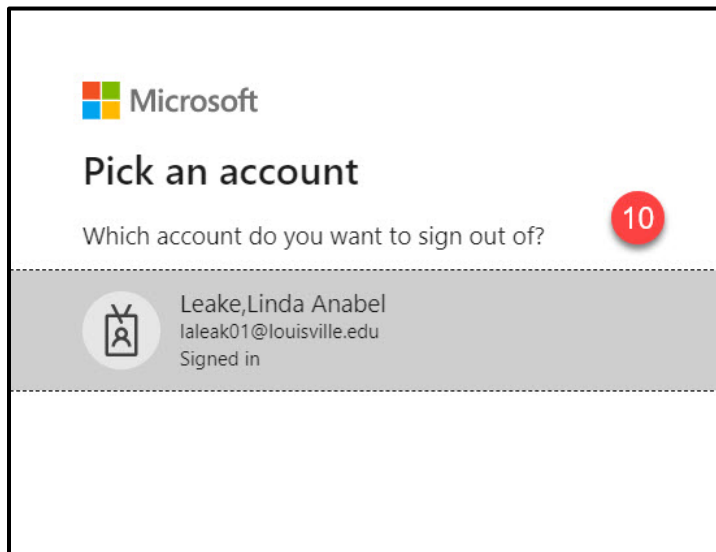 Microsoft
Pick an account
Which account do you want to sign out of?
10
Leake,Linda Anabel
laleak01@louisville.edu
Signed in